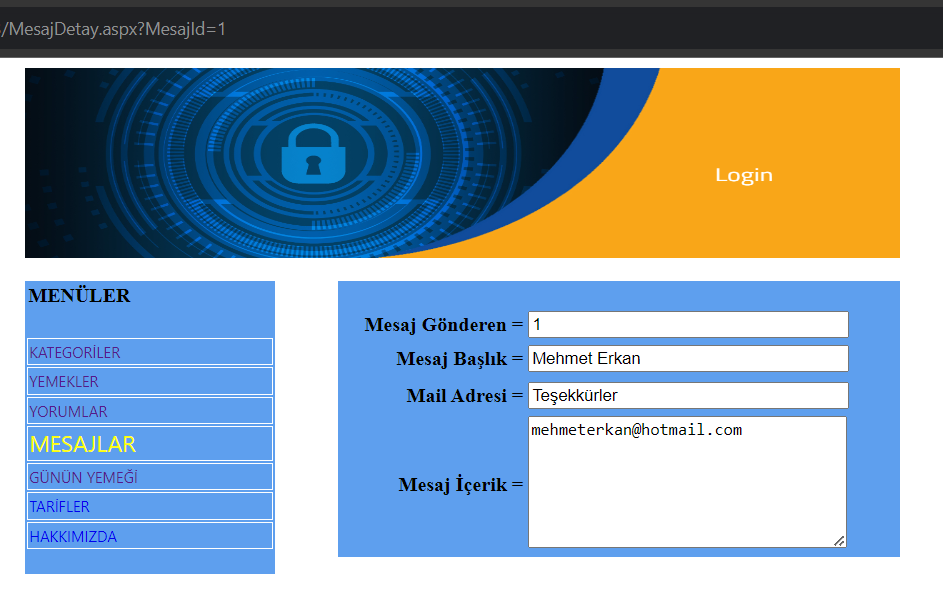 /MesajDetay.aspx?MesajId=1
Login
MENÜLER
KATEGORİLER
YEMEKLER
YORUMLAR
MESAJLAR
GÜNÜN YEMEĞİ
TARİFLER
HAKKIMIZDA
Mesaj Gönderen = 1
Mesaj Başlık = Mehmet Erkan
Mail Adresi = Teşekkürler
Mesaj İçerik = mehmeterkan@hotmail.com